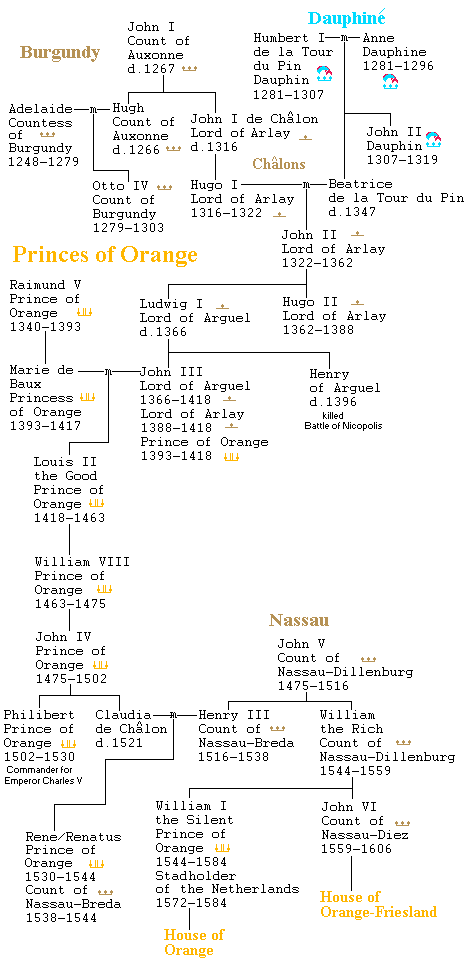 Dauphiné
Burgundy
John I
Count of
Auxonne
d.1267
Humbert I
de la Tour
du Pin
Dauphin
1281-1307
m
Anne
Dauphine
1281-1296
Adelaide
Countess
of
Burgundy
1248-1279
m
Hugh
Count of
Auxonne
d.1266
John I de Châlon
Lord of Arlay
d.1316
John II
Dauphin
1307-1319
Châlons
Otto IV
Count of
Burgundy
1279-1303
Hugo I
Lord of Arlay
1316-1322
m
Beatrice
de la Tour du Pin
d.1347
John II
Lord of Arlay
1322-1362
Princes of Orange
Raimund V
Prince of
Orange
1340-1393
Ludwig I
Lord of Arguel
d.1366
Hugo II
Lord of Arlay
1362-1388
Marie de
Baux
Princess
of Orange
1393-1417
m
John III
Lord of Arguel
1366-1418
Lord of Arlay
1388-1418
Prince of Orange
1393-1418
Henry
of Arguel
d.1396
killed
Battle of Nicopolis
Louis II
the Good
Prince of
Orange
1418-1463
William VIII
Prince of
Orange
1463-1475
Nassau
John IV
Prince of
Orange
1475-1502
John V
Count of
Nassau-Dillenburg
1475-1516
Philibert
Prince of
Orange
1502-1530
Commander for
Emperor Charles V
Claudia
de Châlon
d.1521
m
Henry III
Count of
Nassau-Breda
1516-1538
William
the Rich
Count of
Nassau-Dillenburg
1544-1559
Rene/Renatus
Prince of
Orange
1530-1544
Count of
Nassau-Breda
1538-1544
William I
the Silent
Prince of
Orange
1544-1584
Stadholder
of the Netherlands
1572-1584
John VI
Count of
Nassau-Diez
1559-1606
House of
Orange
House of
Orange-Friesland